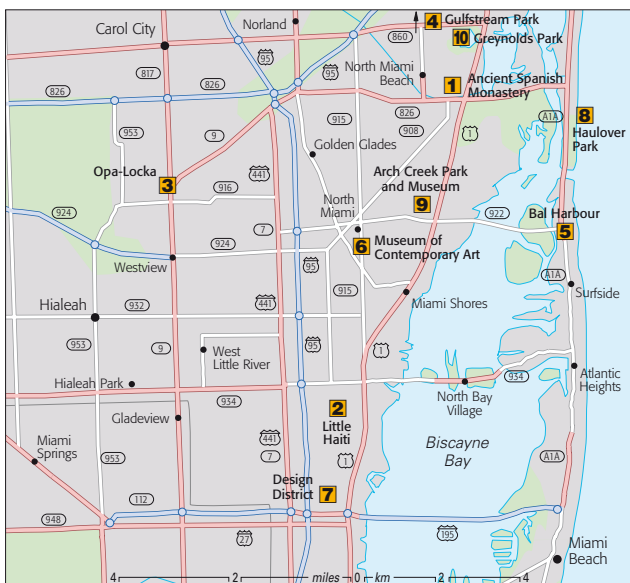 Carol City
Norland
4 Gulfstream Park
10 Greynolds Park
860
95
817
826
826
95
North Miami
Beach
1 Ancient Spanish
Monastery
953
9
915
826
908
1
A1A
8
Haulover
Park
Golden Glades
Opa-Locka
3
441
916
Arch Creek Park
and Museum
9
North
Miami
924
7
922
Bal Harbour
5
924
6 Museum of
Contemporary Art
Westview
95
A1A
Hialeah
932
441
915
Miami Shores
Surfside
953
9
West
Little River
95
1
Hialeah Park
934
North Bay
Village
934
Atlantic
Heights
Gladeview
2
Little
Haiti
Miami
Springs
953
441
7
1
Biscayne
Bay
A1A
Design
District 7
112
948
27
195
Miami
Beach
4 2 miles 0 km 2 4